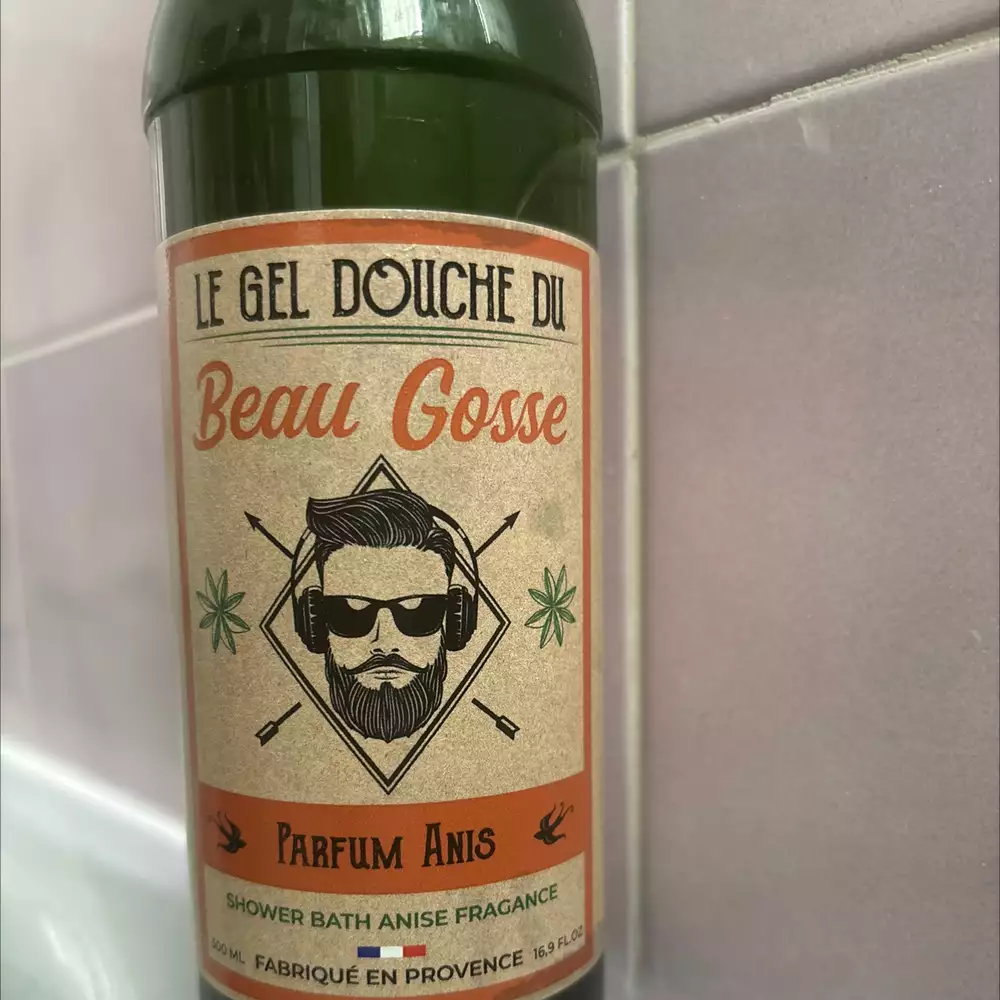 LE GEL DOUCHE DU
Beau Gosse
PARFUM ANIS
SHOWER BATH ANISE FRAGANCE
500 ML FABRIQUÉ EN PROVENCE 16,9 FL.OZ